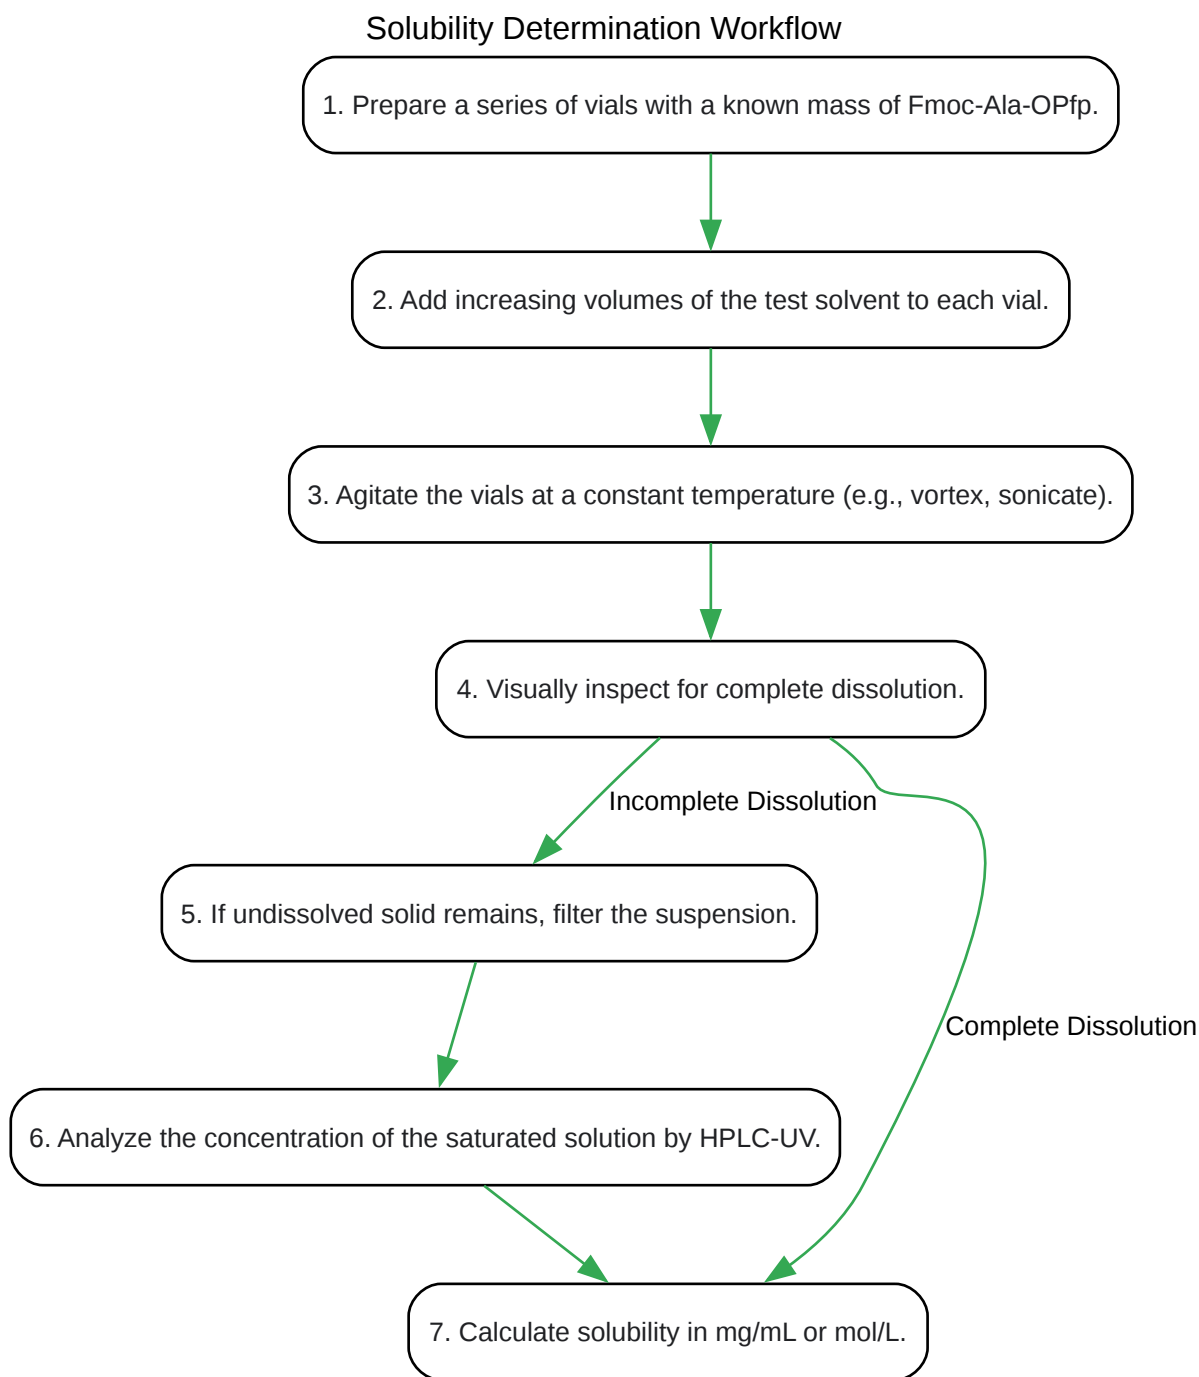 Solubility Determination Workflow
1. Prepare a series of vials with a known mass of Fmoc-Ala-OPfp.
2. Add increasing volumes of the test solvent to each vial.
3. Agitate the vials at a constant temperature (e.g., vortex, sonicate).
4. Visually inspect for complete dissolution.
Incomplete Dissolution
5. If undissolved solid remains, filter the suspension.
Complete Dissolution
6. Analyze the concentration of the saturated solution by HPLC-UV.
7. Calculate solubility in mg/mL or mol/L.